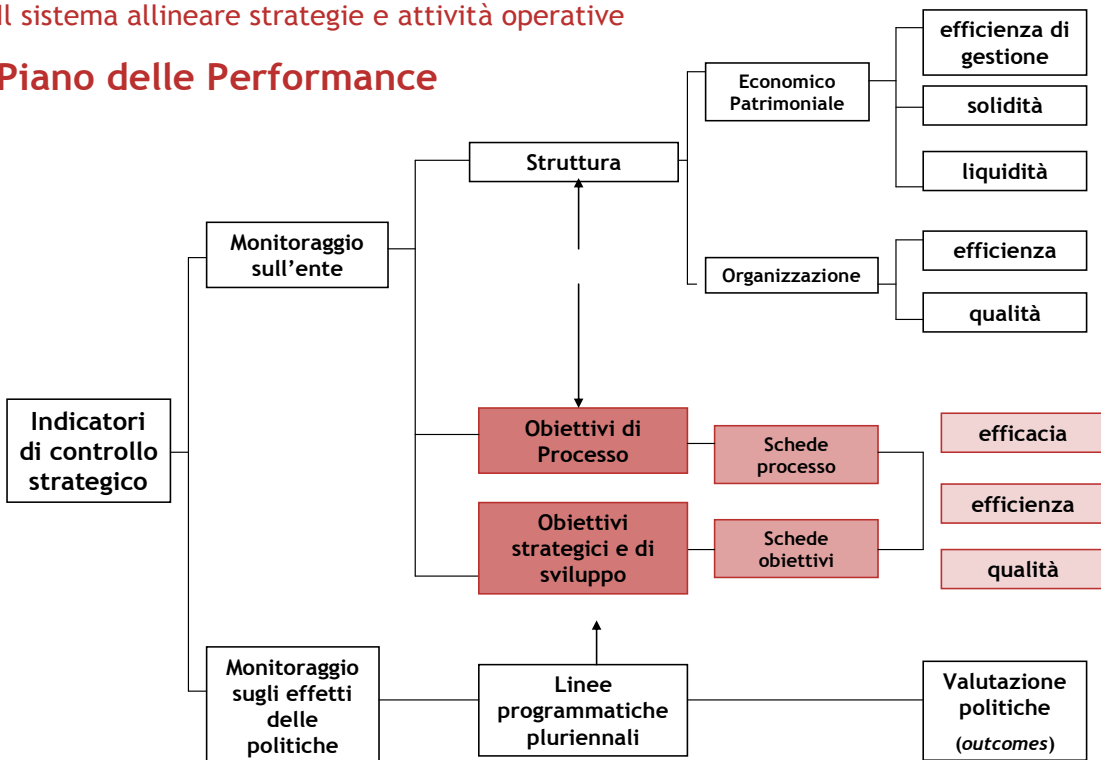 Il sistema allineare strategie e attività operative
Piano delle Performance
efficienza di
gestione
Economico
Patrimoniale
solidità
Struttura
liquidità
Monitoraggio
sull'ente
efficienza
Organizzazione
qualità
Indicatori
di controllo
strategico
Obiettivi di
Processo
Schede
processo
efficacia
efficienza
Obiettivi
strategici e di
sviluppo
Schede
obiettivi
qualità
Monitoraggio
sugli effetti
delle
politiche
Linee
programmatiche
pluriennali
Valutazione
politiche
(outcomes)